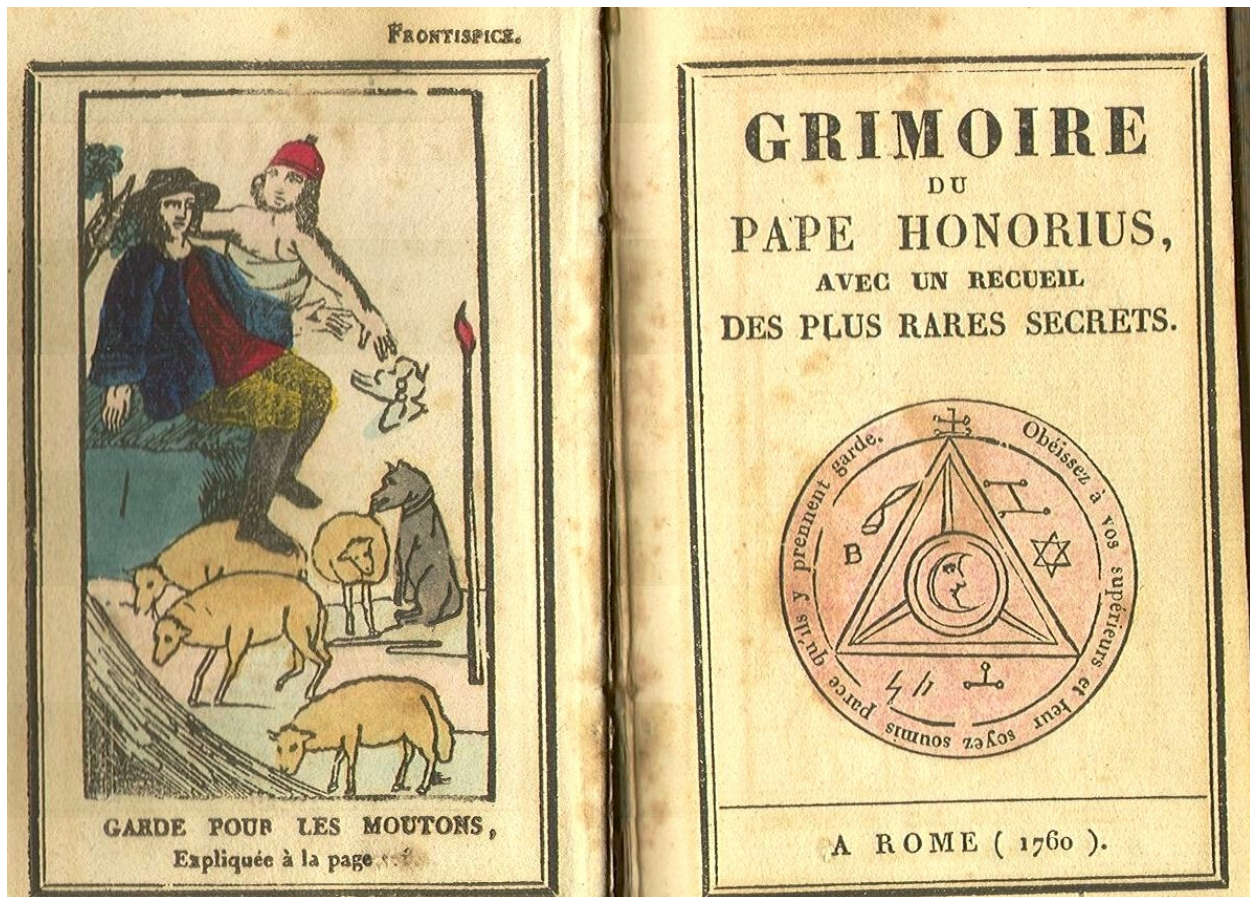 FRONTISPICE.
GARDE POUR LES MOUTONS,
Expliquée à la page
GRIMOIRE
DU
PAPE HONORIUS,
AVEC UN RECUEIL
DES PLUS RARES SECRETS.
Obéissez à vos supérieurs et leur soyez soumis parce qu'ils y prennent garde.
B
A ROME ( 1760 ).